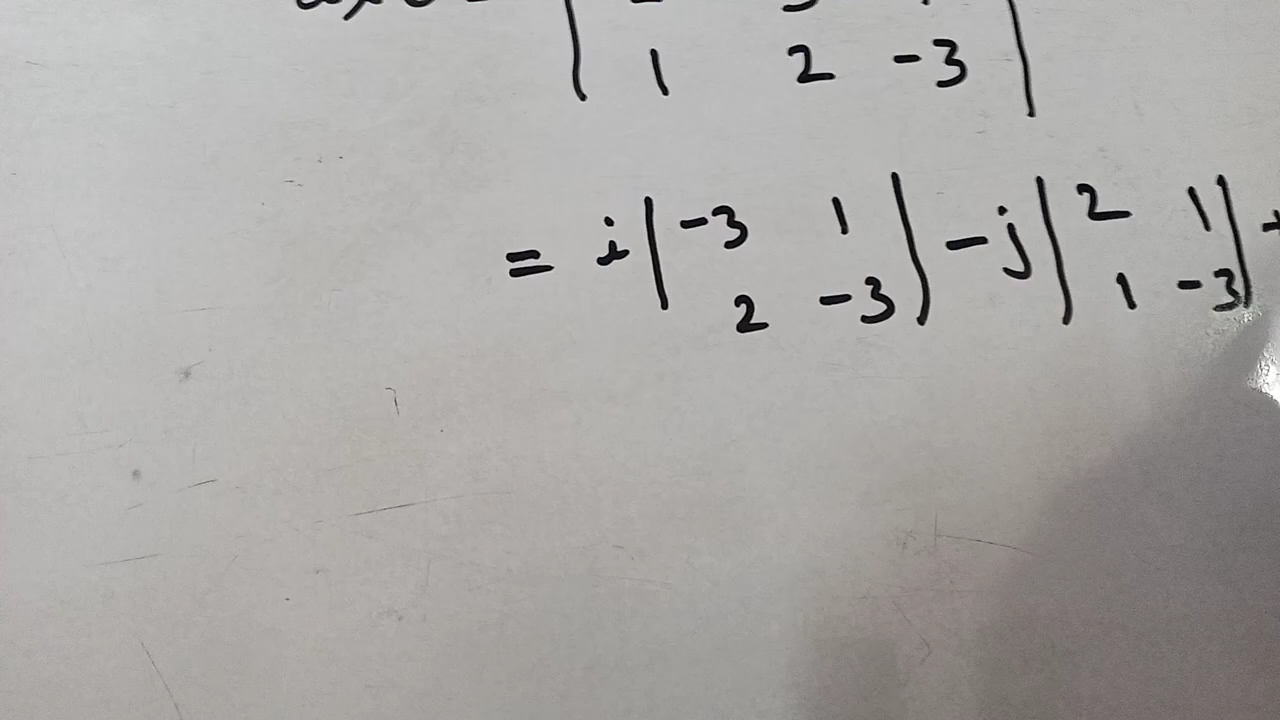 1 2 -3
= i | -3 1 | - j | 2 1 | +
2 -3 1 -3